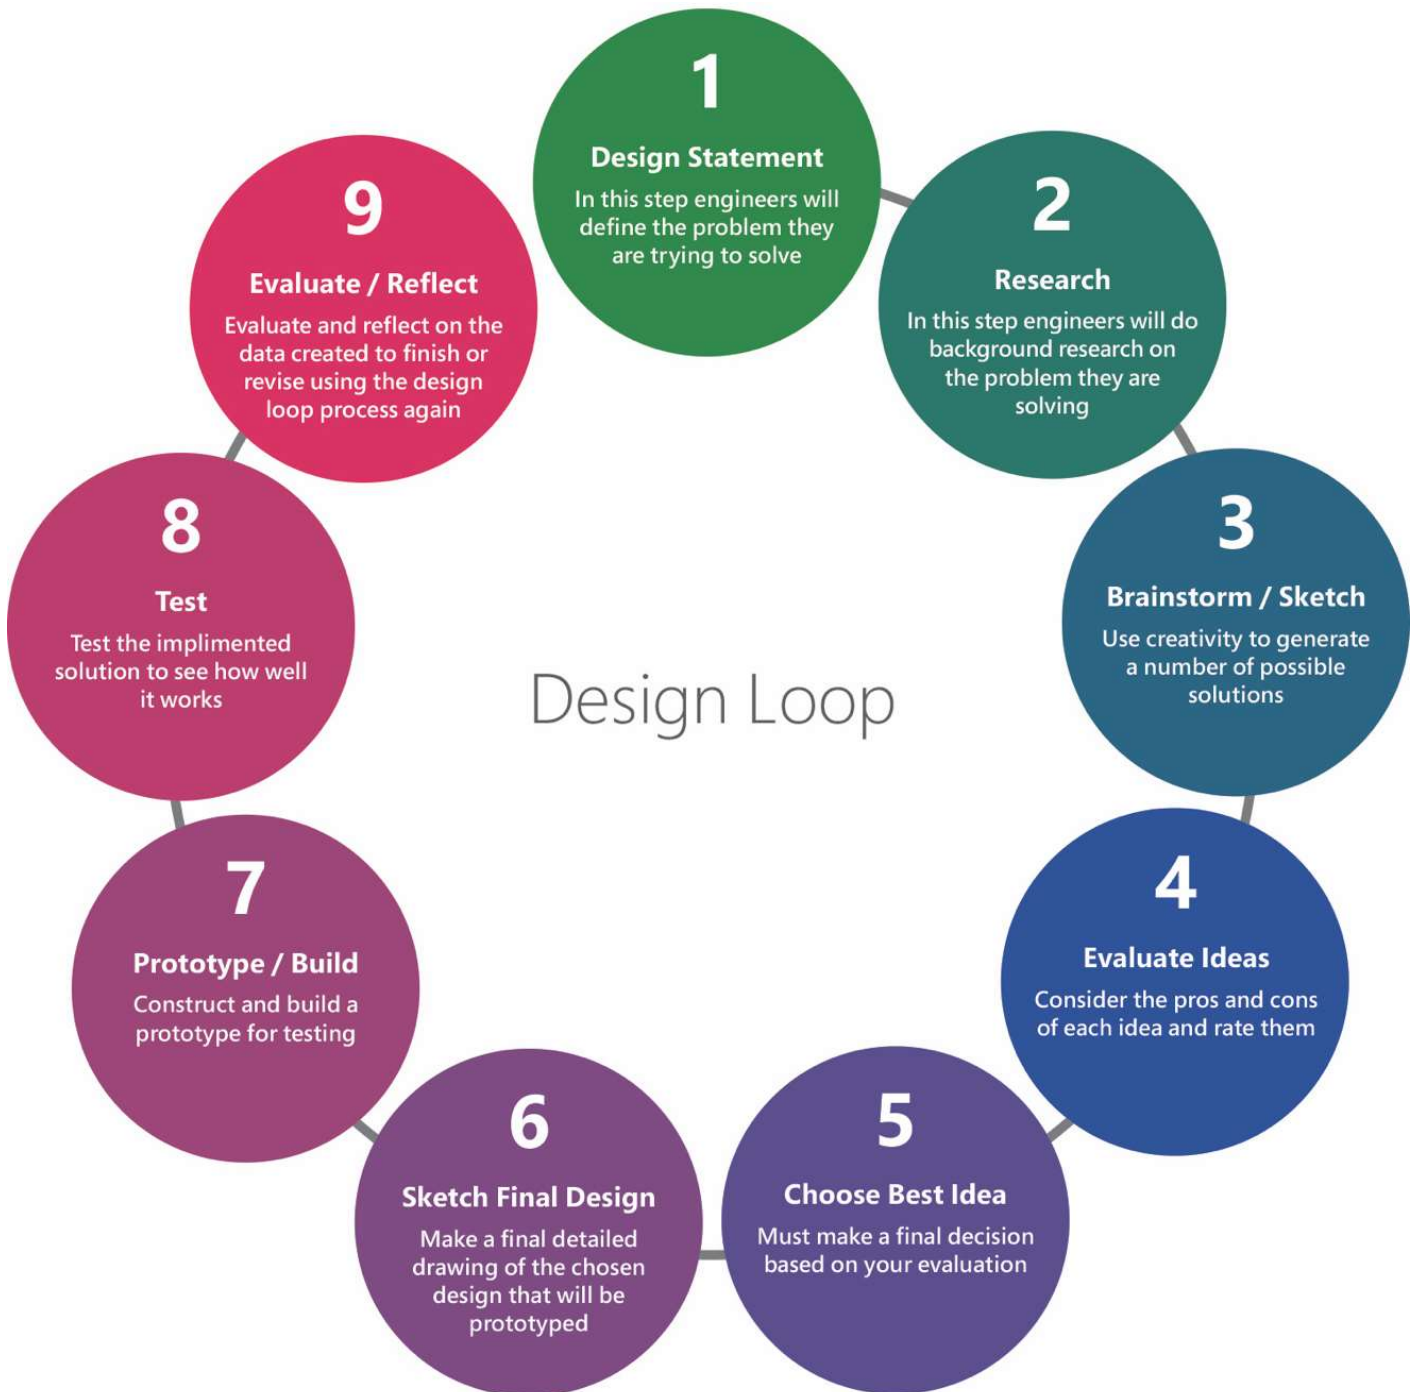 1
Design Statement
In this step engineers will
define the problem they
are trying to solve
2
Research
In this step engineers will do
background research on
the problem they are
solving
3
Brainstorm / Sketch
Use creativity to generate
a number of possible
solutions
4
Evaluate Ideas
Consider the pros and cons
of each idea and rate them
5
Choose Best Idea
Must make a final decision
based on your evaluation
6
Sketch Final Design
Make a final detailed
drawing of the chosen
design that will be
prototyped
7
Prototype / Build
Construct and build a
prototype for testing
8
Test
Test the implimented
solution to see how well
it works
9
Evaluate / Reflect
Evaluate and reflect on the
data created to finish or
revise using the design
loop process again
Design Loop